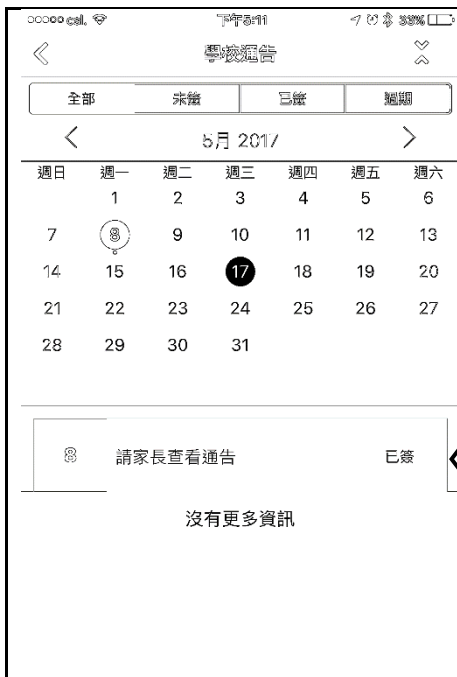 csl. 下午5:11 33%
學校通告
全部 未簽 已簽 過期
5月 2017
週日 週一 週二 週三 週四 週五 週六
1 2 3 4 5 6
7 8 9 10 11 12 13
14 15 16 17 18 19 20
21 22 23 24 25 26 27
28 29 30 31
8 請家長查看通告 已簽
沒有更多資訊